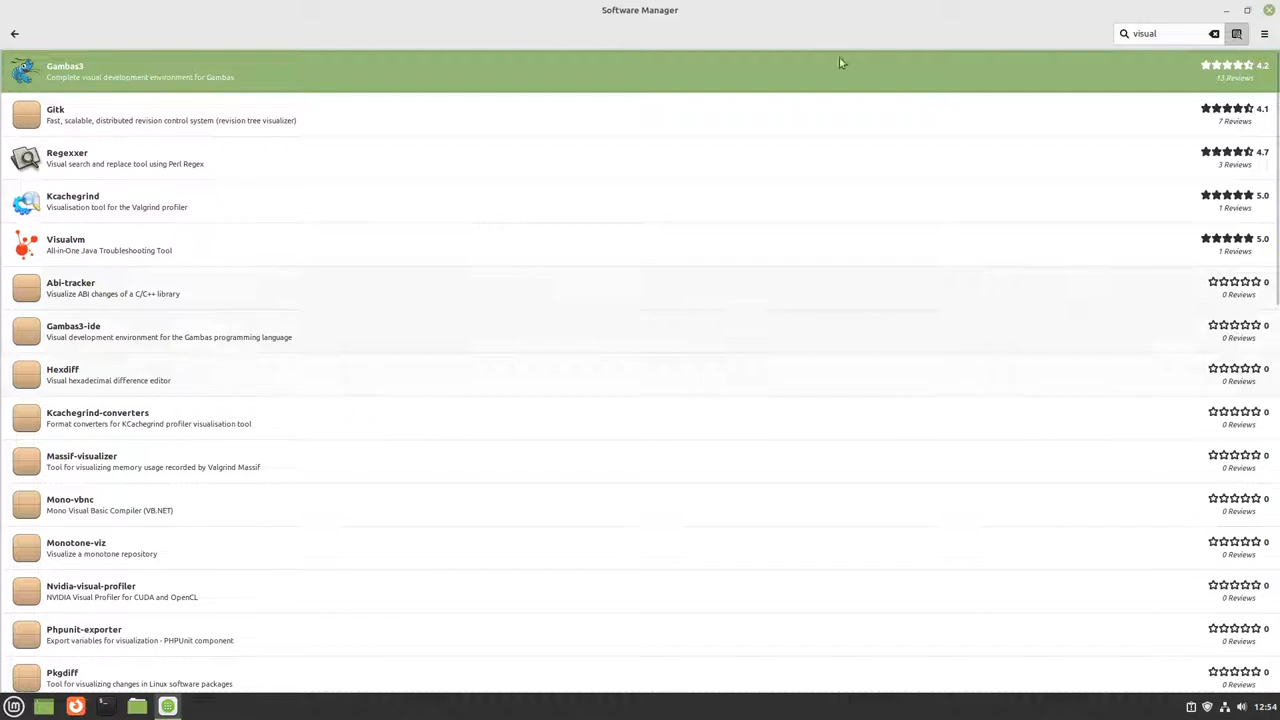 Software Manager
visual
Gambas3
4.2
Complete visual development environment for Gambas
13 Reviews
Gitk
4.1
Fast, scalable, distributed revision control system (revision tree visualizer)
7 Reviews
Regexxer
4.7
Visual search and replace tool using Perl Regex
3 Reviews
Kcachegrind
5.0
Visualisation tool for the Valgrind profiler
1 Reviews
Visualvm
5.0
All-in-One Java Troubleshooting Tool
1 Reviews
Abi-tracker
0
Visualize ABI changes of a C/C++ library
0 Reviews
Gambas3-ide
0
Visual development environment for the Gambas programming language
0 Reviews
Hexdiff
0
Visual hexadecimal difference editor
0 Reviews
Kcachegrind-converters
0
Format converters for KCachegrind profiler visualisation tool
0 Reviews
Massif-visualizer
0
Tool for visualizing memory usage recorded by Valgrind Massif
0 Reviews
Mono-vbnc
0
Mono Visual Basic Compiler (VB.NET)
0 Reviews
Monotone-viz
0
Visualize a monotone repository
0 Reviews
Nvidia-visual-profiler
0
NVIDIA Visual Profiler for CUDA and OpenCL
0 Reviews
Phpunit-exporter
0
Export variables for visualization - PHPUnit component
0 Reviews
Pkgdiff
0
Tool for visualizing changes in Linux software packages
0 Reviews
12:54